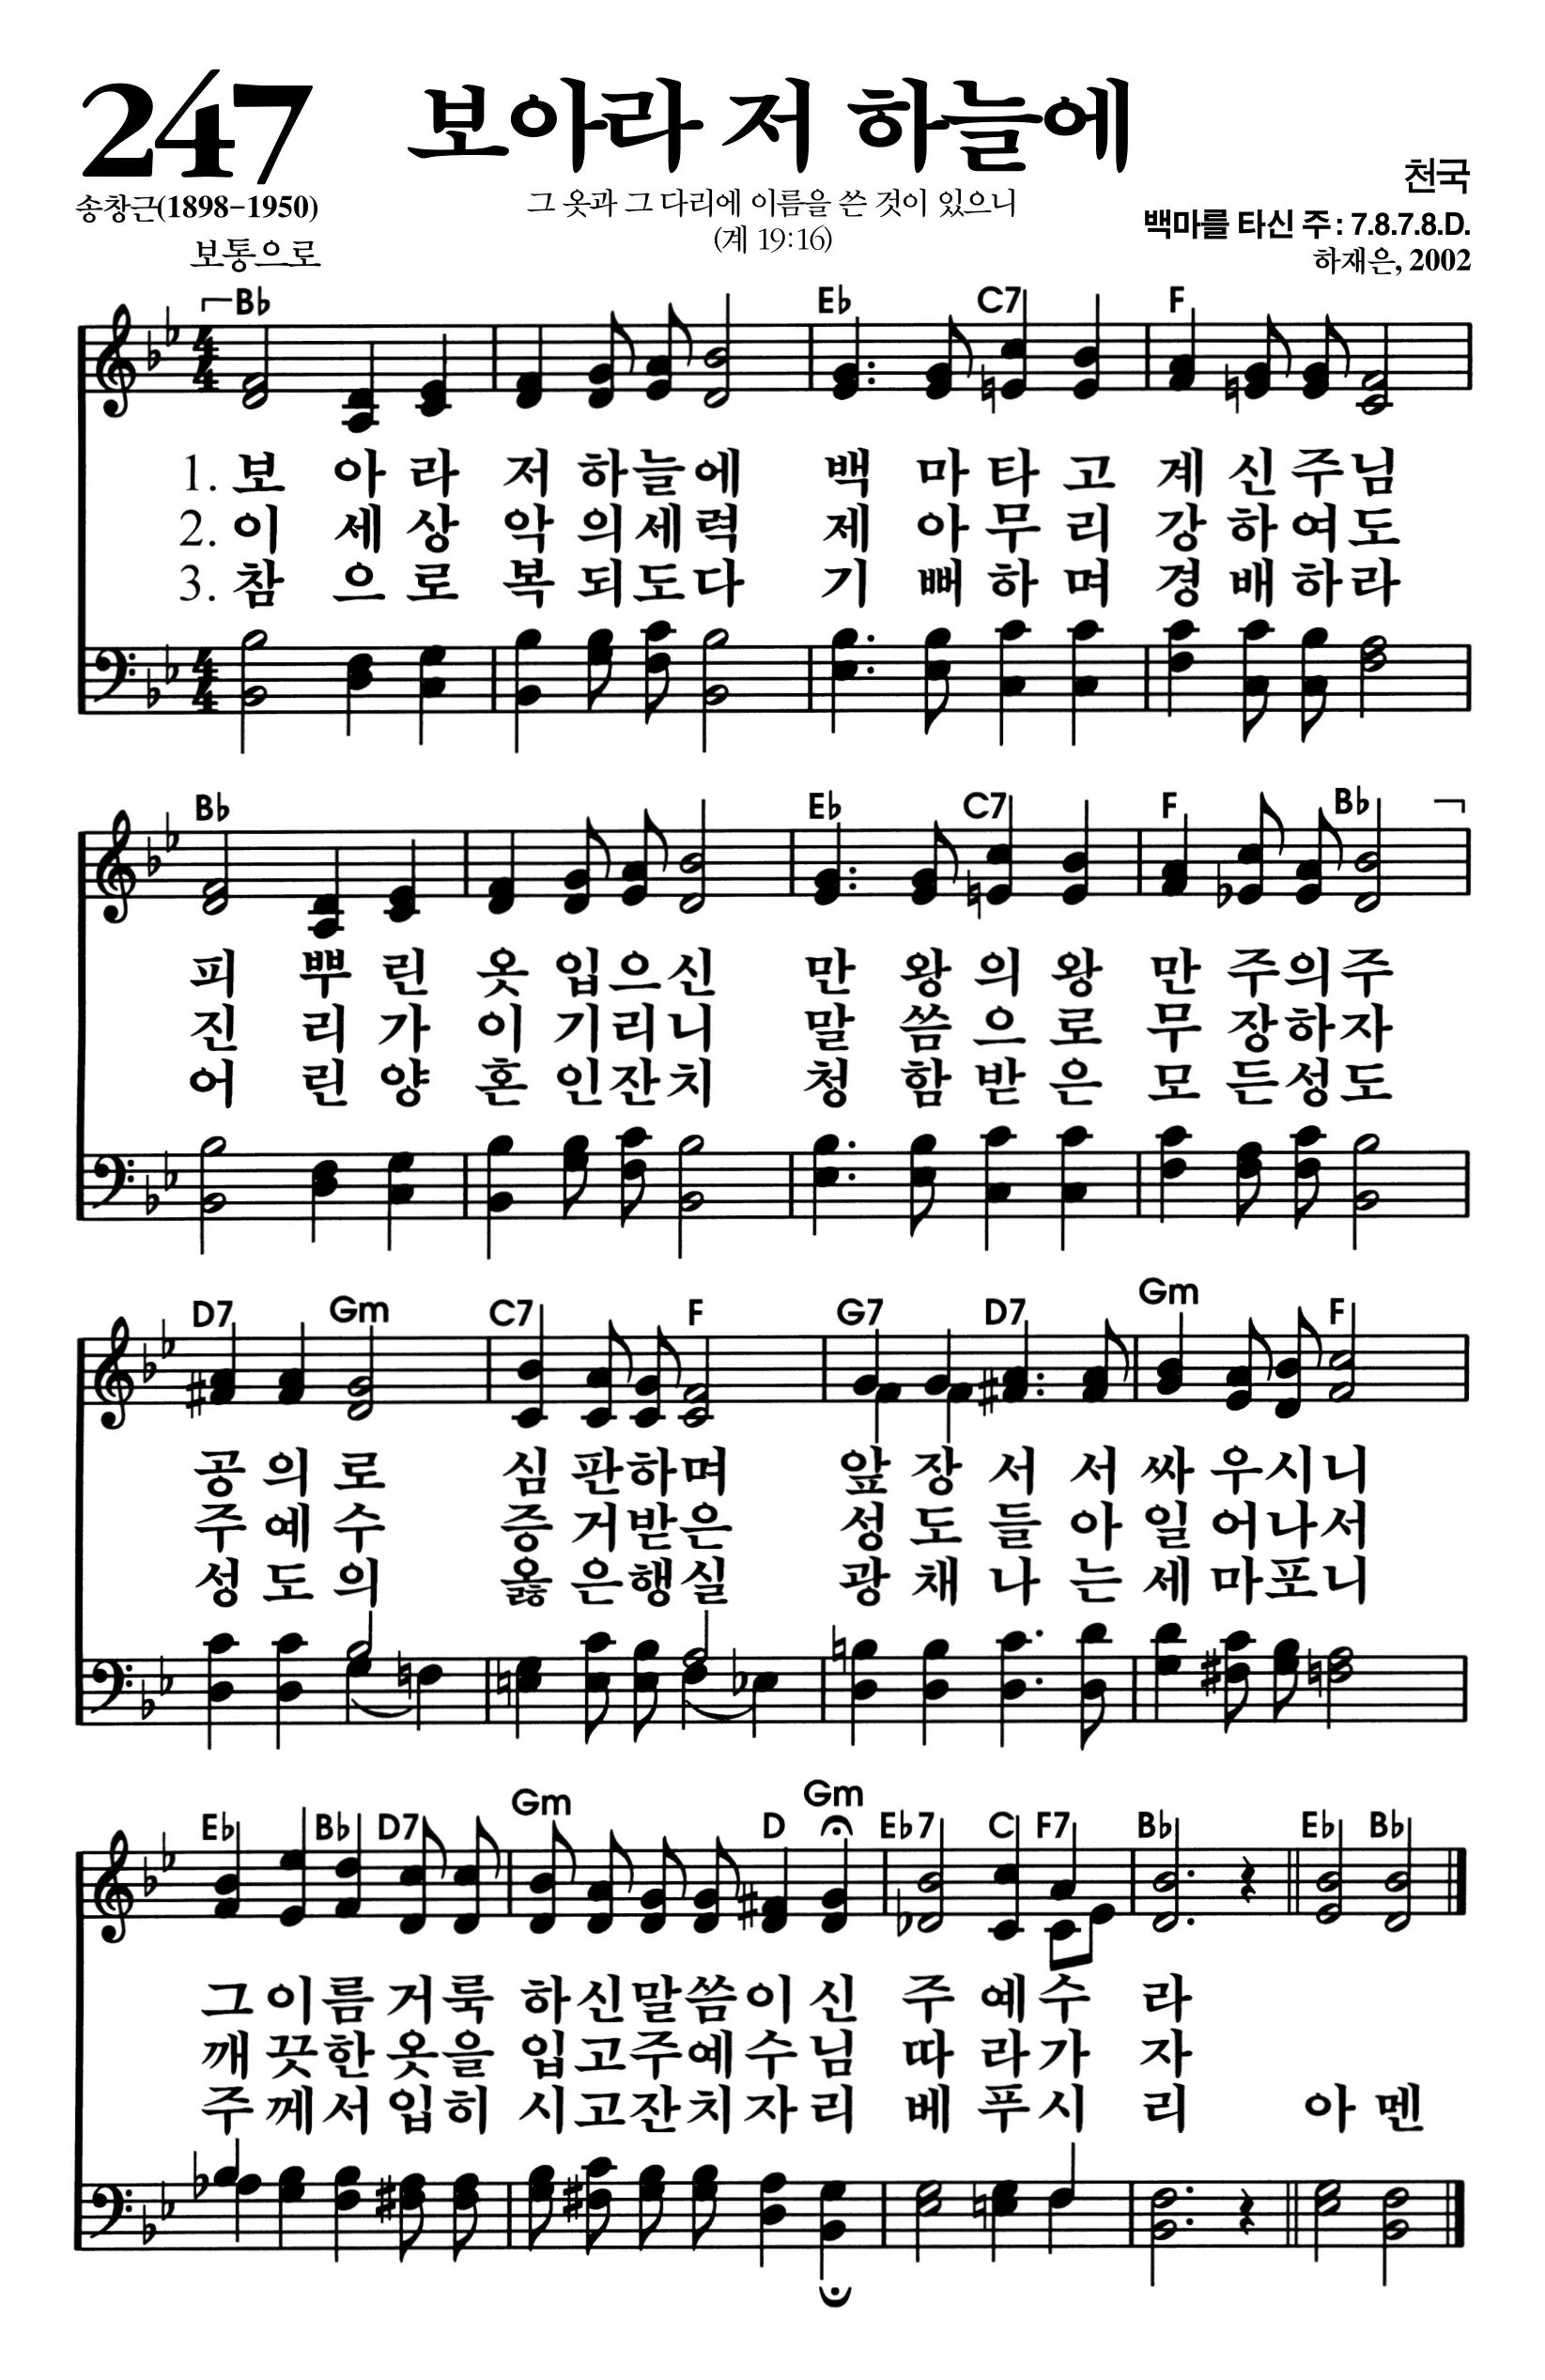 247 보아라 저 하늘에
천국
송창근(1898-1950) 그 옷과 그 다리에 이름을 쓴 것이 있으니 백마를 타신 주 : 7.8.7.8.D.
보통으로 (계 19:16) 하재은, 2002
B♭ E♭ C7 F
1. 보 아 라 저 하늘에 백 마 타 고 계 신 주님
2. 이 세 상 악 의세력 제 아 무 리 강 하 여도
3. 참 으 로 복 되도다 기 뻐 하 며 경 배 하라
B♭ E♭ C7 F B♭
피 뿌 린 옷 입으신 만 왕 의 왕 만 주의주
진 리 가 이 기리니 말 씀 으 로 무 장하자
어 린 양 혼 인잔치 청 함 받 은 모 든성도
D7 Gm C7 F G7 D7 Gm F
공 의 로 심 판하며 앞 장 서 서 싸 우시니
주 예 수 증 거받은 성 도 들 아 일 어나서
성 도 의 옳 은행실 광 채 나 는 세 마포니
E♭ B♭ D7 Gm D Gm E♭7 C F7 B♭ E♭ B♭
그 이름 거룩 하신말씀이 신 주 예수 라
깨 끗한 옷을 입고주예수 님 따 라가 자
주 께서 입히 시고잔치자 리 베 푸시 리 아 멘